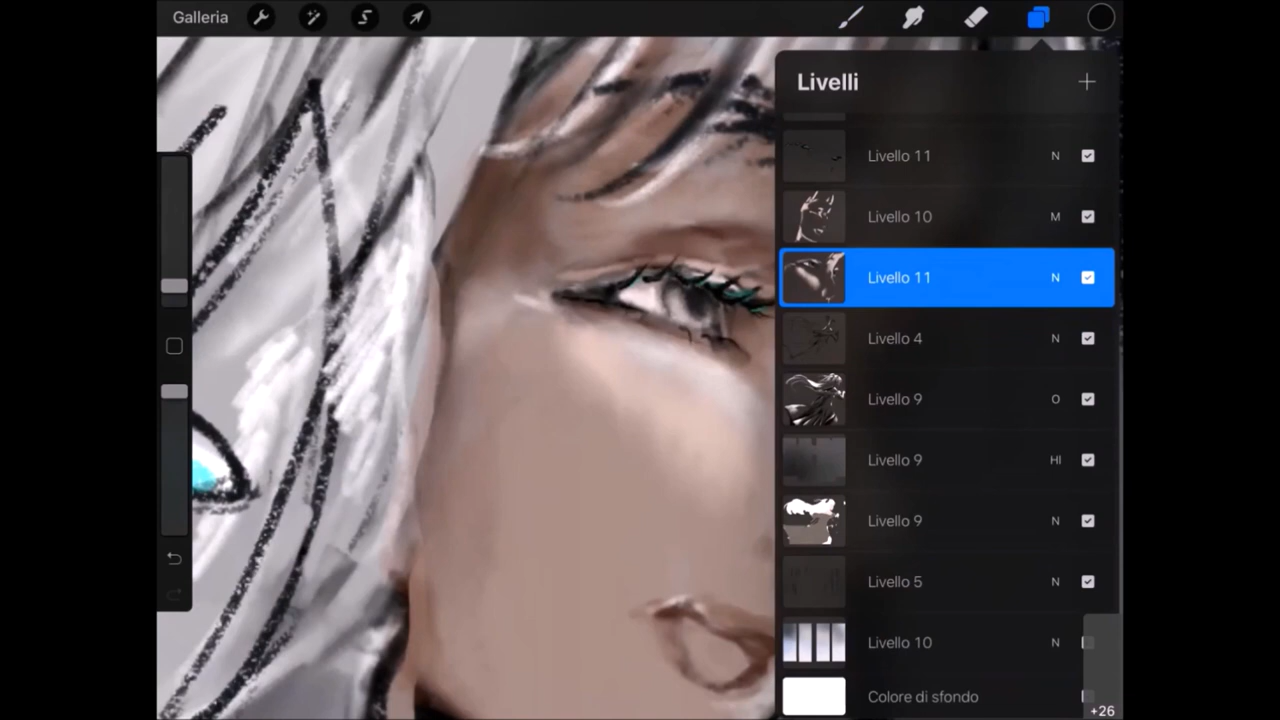 Galleria
Livelli
Livello 11 N
Livello 10 M
Livello 11 N
Livello 4 N
Livello 9 O
Livello 9 HI
Livello 9 N
Livello 5 N
Livello 10 N
Colore di sfondo
+26